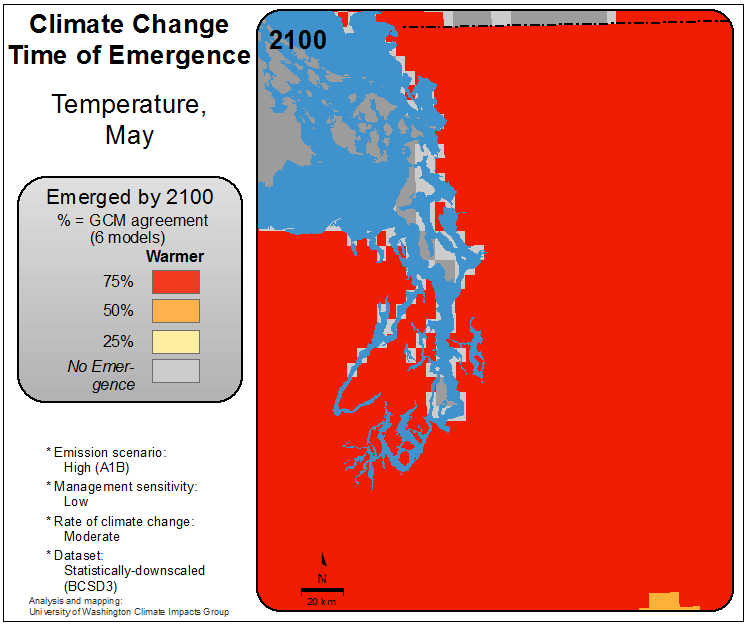 Climate Change
Time of Emergence
Temperature,
May
Emerged by 2100
% = GCM agreement
(6 models)
Warmer
75%
50%
25%
No Emer-
gence
* Emission scenario:
High (A1B)
* Management sensitivity:
Low
* Rate of climate change:
Moderate
* Dataset:
Statistically-downscaled
(BCSD3)
Analysis and mapping:
University of Washington Climate Impacts Group
2100
N
20 km